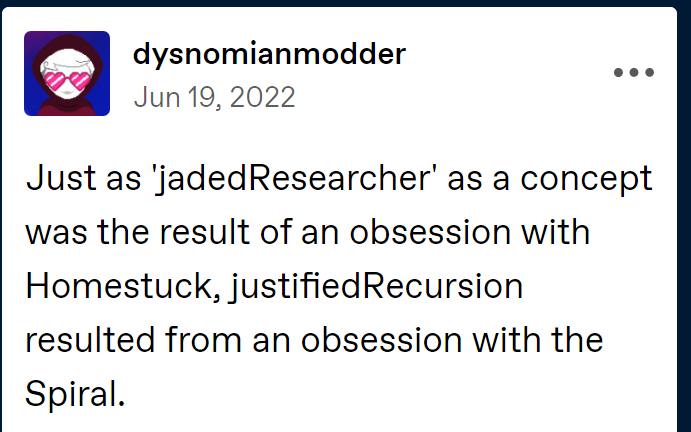 dysnomianmodder
Jun 19, 2022
Just as 'jadedResearcher' as a concept
was the result of an obsession with
Homestuck, justifiedRecursion
resulted from an obsession with the
Spiral.